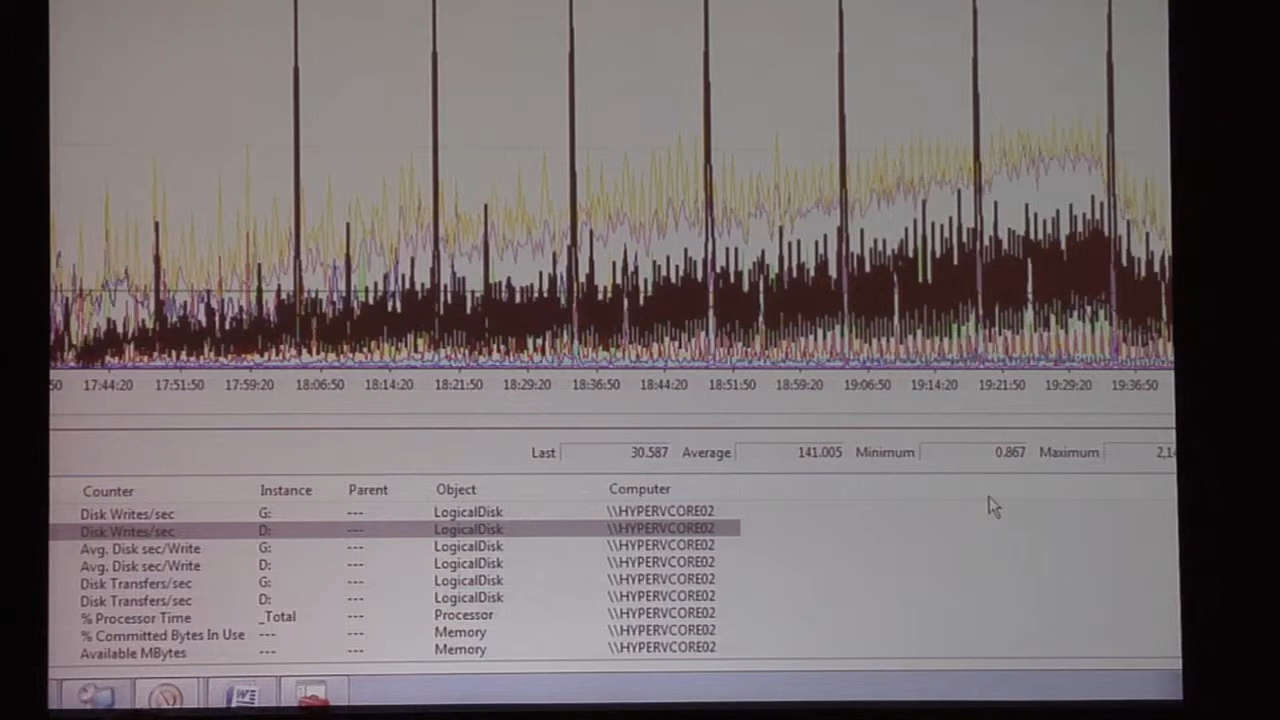 50 17:44:20 17:51:50 17:59:20 18:06:50 18:14:20 18:21:50 18:29:20 18:36:50 18:44:20 18:51:50 18:59:20 19:06:50 19:14:20 19:21:50 19:29:20 19:36:50
Last 30.587 Average 141.005 Minimum 0.867 Maximum 2,14
Counter Instance Parent Object Computer
Disk Writes/sec G: --- LogicalDisk \\HYPERVCORE02
Disk Writes/sec D: --- LogicalDisk \\HYPERVCORE02
Avg. Disk sec/Write G: --- LogicalDisk \\HYPERVCORE02
Avg. Disk sec/Write D: --- LogicalDisk \\HYPERVCORE02
Disk Transfers/sec G: --- LogicalDisk \\HYPERVCORE02
Disk Transfers/sec D: --- LogicalDisk \\HYPERVCORE02
% Processor Time _Total --- Processor \\HYPERVCORE02
% Committed Bytes In Use --- --- Memory \\HYPERVCORE02
Available MBytes --- --- Memory \\HYPERVCORE02